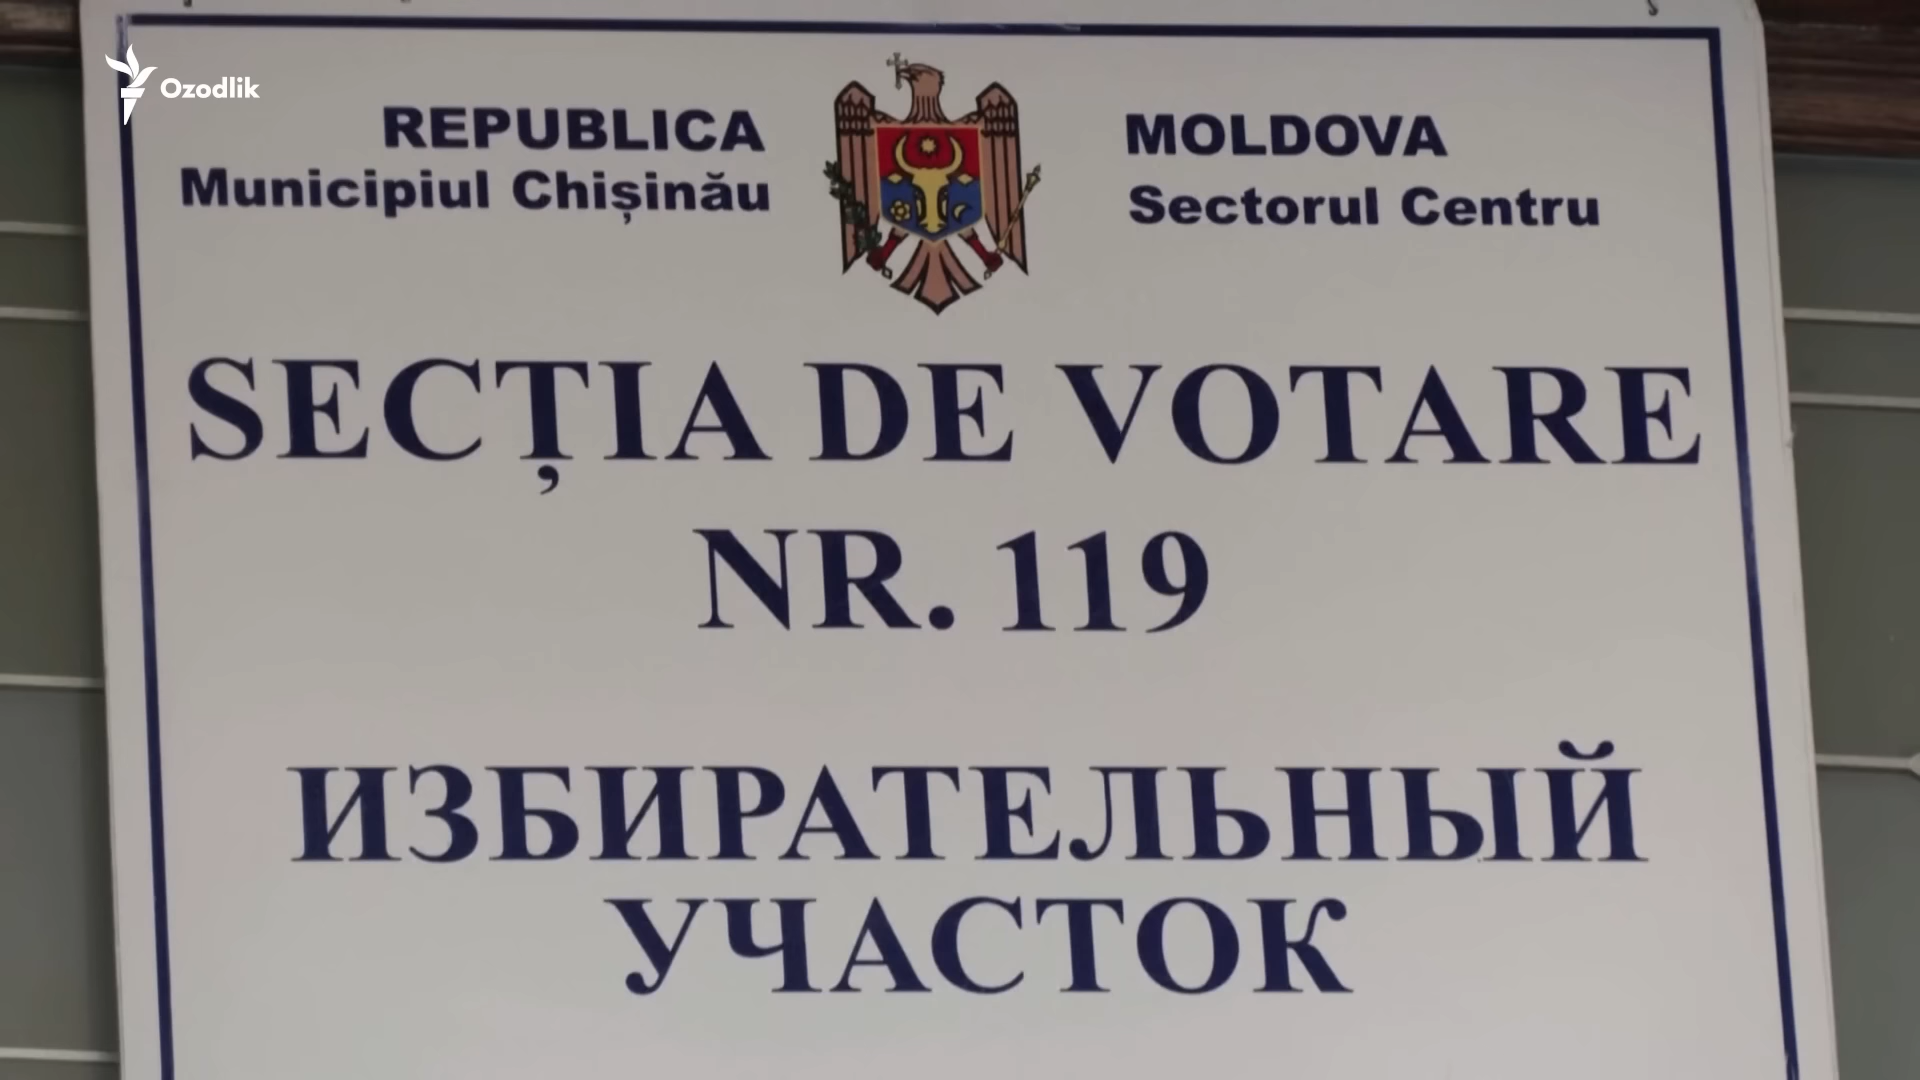 Ozodlik
REPUBLICA MOLDOVA
Municipiul Chișinău Sectorul Centru
SECȚIA DE VOTARE
NR. 119
ИЗБИРАТЕЛЬНЫЙ
УЧАСТОК